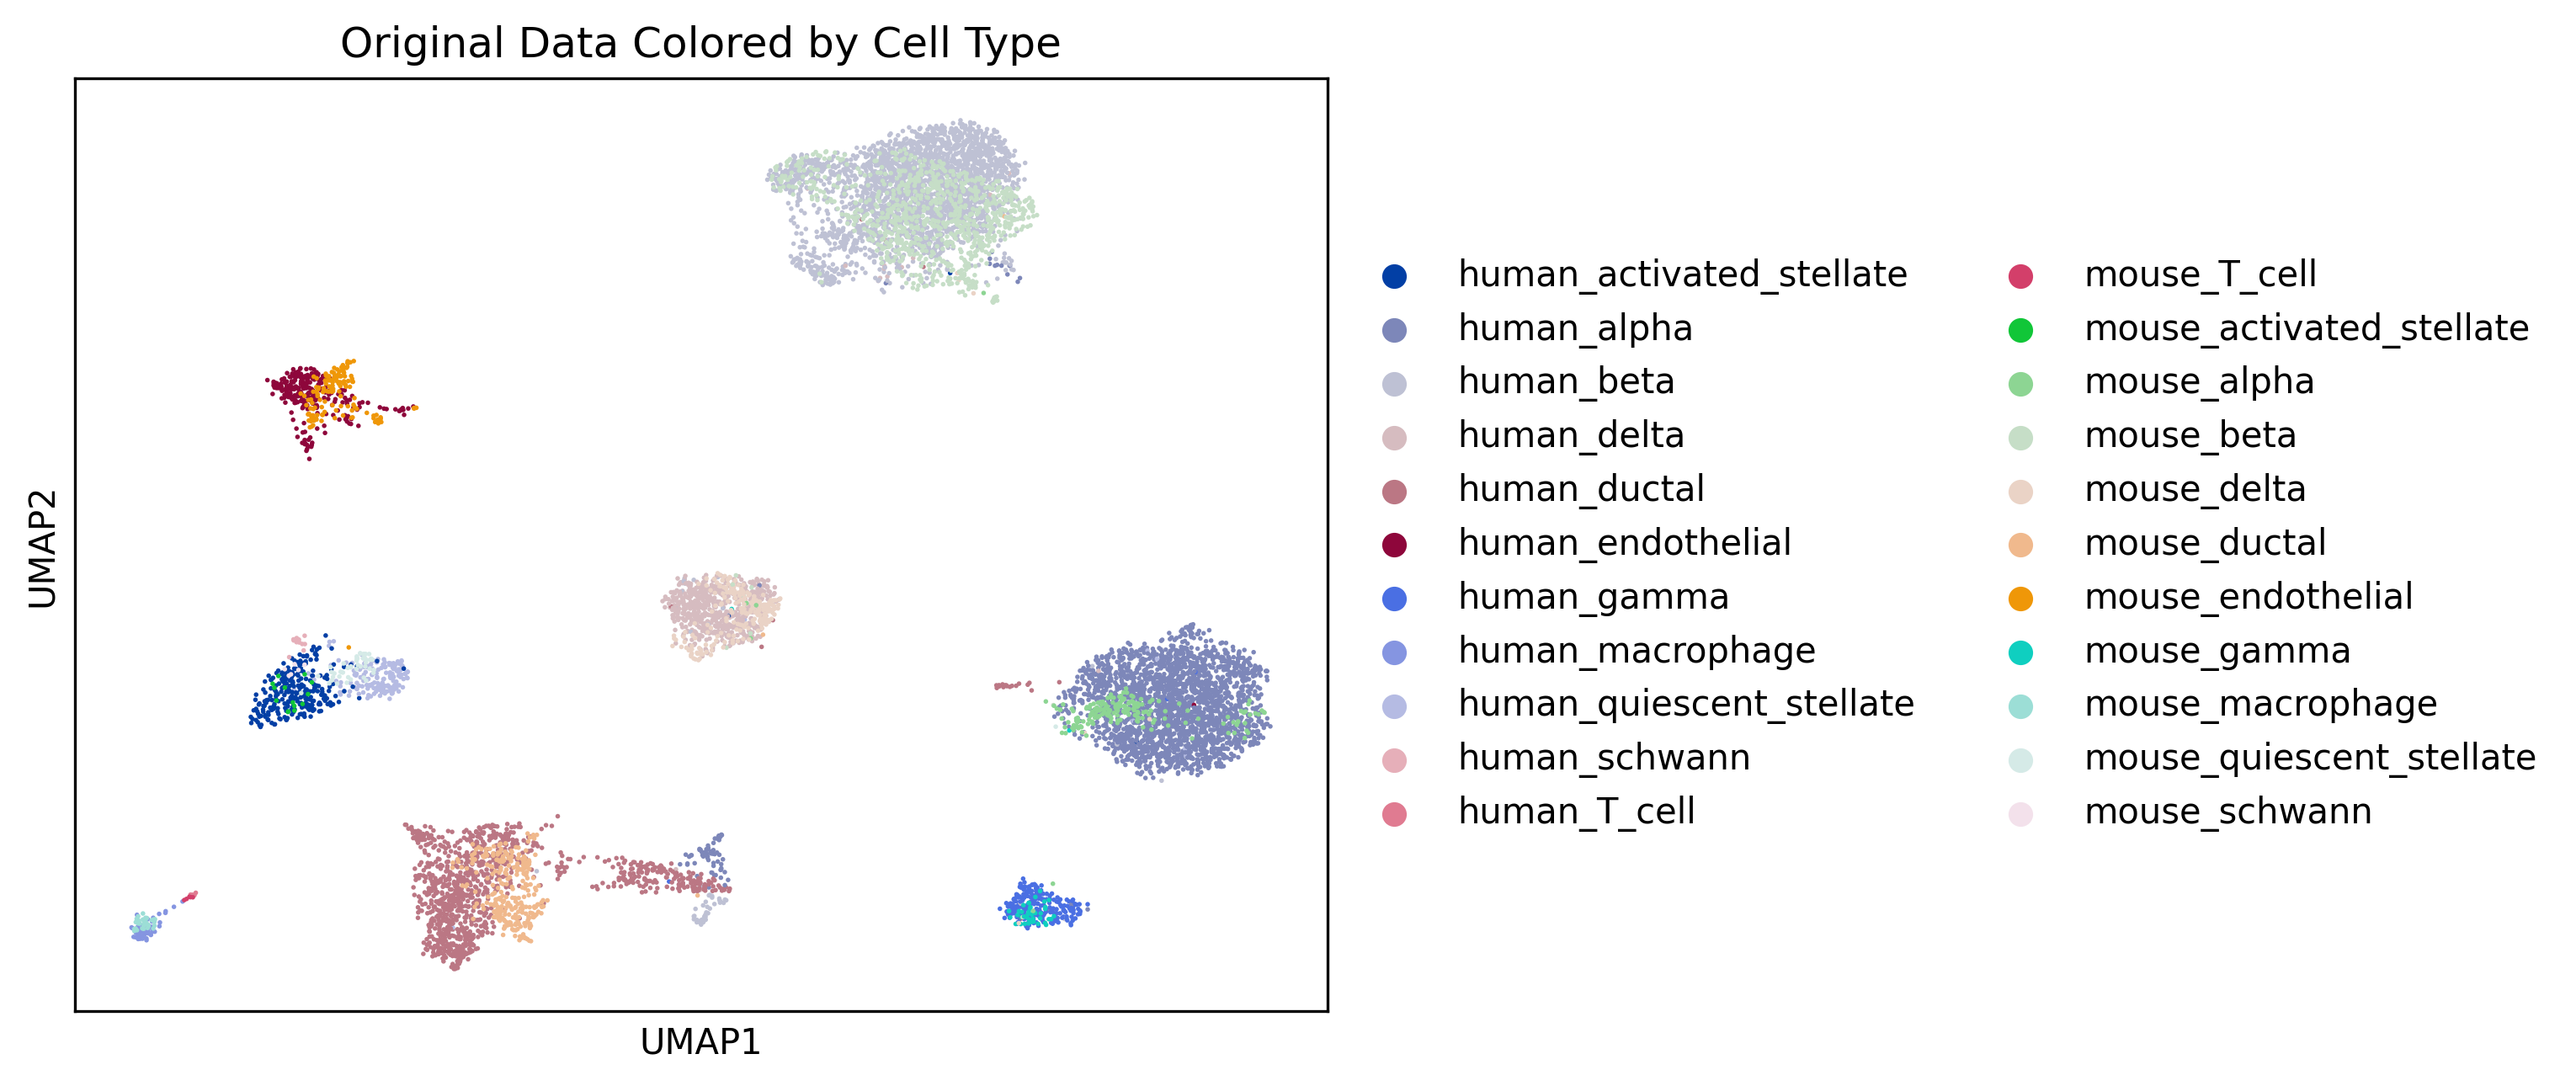 Original Data Colored by Cell Type
UMAP2
UMAP1
human_activated_stellate
human_alpha
human_beta
human_delta
human_ductal
human_endothelial
human_gamma
human_macrophage
human_quiescent_stellate
human_schwann
human_T_cell
mouse_T_cell
mouse_activated_stellate
mouse_alpha
mouse_beta
mouse_delta
mouse_ductal
mouse_endothelial
mouse_gamma
mouse_macrophage
mouse_quiescent_stellate
mouse_schwann